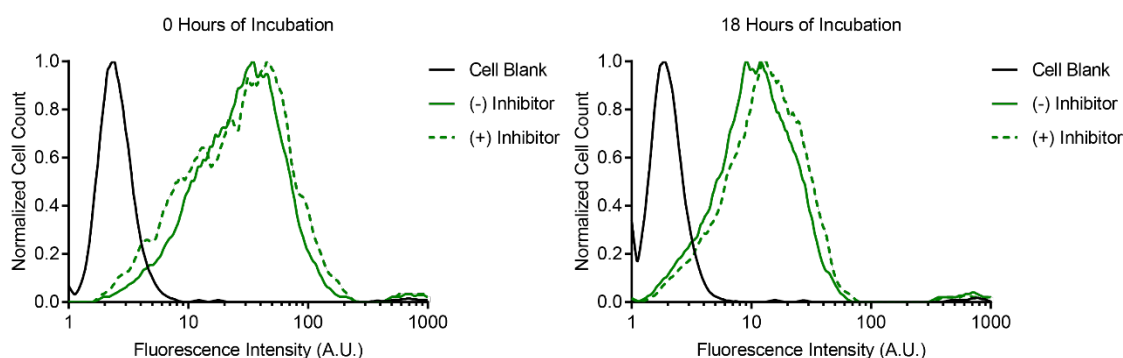 0 Hours of Incubation
Normalized Cell Count
1.0
0.8
0.6
0.4
0.2
0.0
1 10 100 1000
Fluorescence Intensity (A.U.)
Cell Blank
(-) Inhibitor
(+) Inhibitor
18 Hours of Incubation
Normalized Cell Count
1.0
0.8
0.6
0.4
0.2
0.0
1 10 100 1000
Fluorescence Intensity (A.U.)
Cell Blank
(-) Inhibitor
(+) Inhibitor